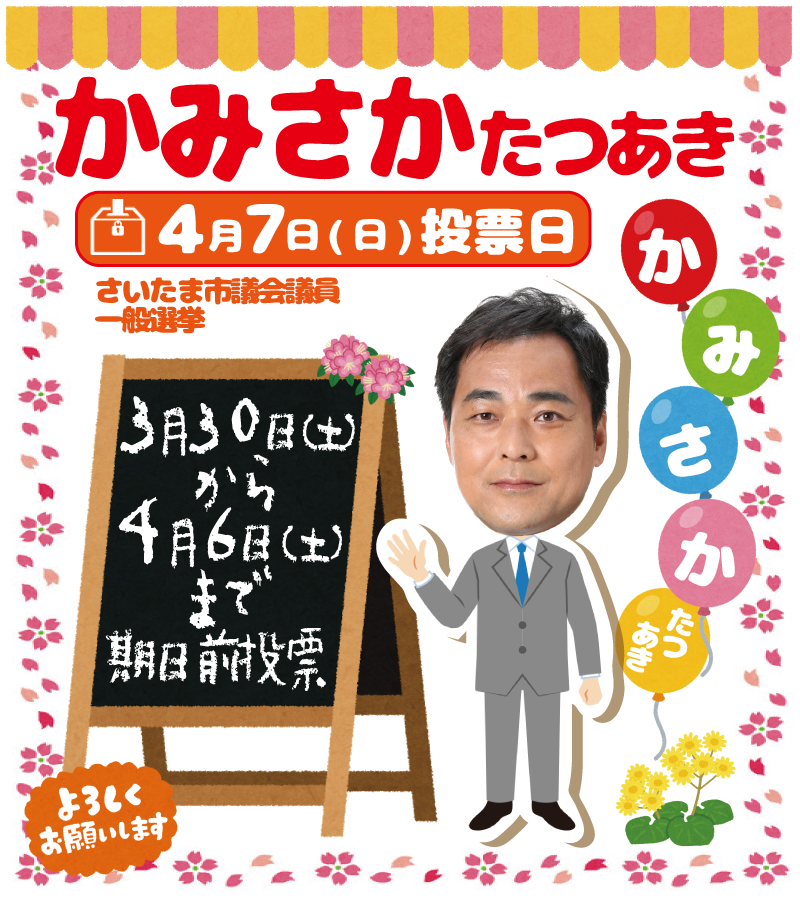 かみさかたつあき
4月7日(日)投票日
さいたま市議会議員
一般選挙
3月30日(土)
から
4月6日(土)
まで
期日前投票
か
み
さ
か
たつ
あき
よろしく
お願いします